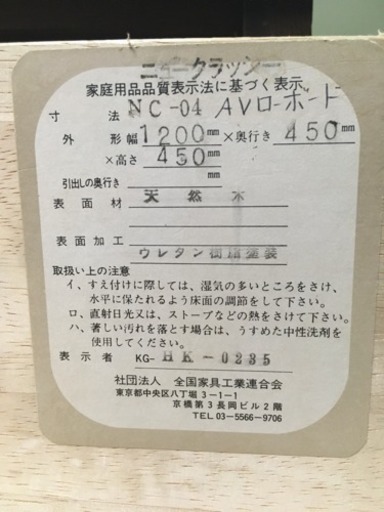 ニュークラッシー
家庭用品品質表示法に基づく表示
寸法 NC-04 AVローボード
外形幅 1200mm×奥行き 450mm
×高さ 450mm
引出しの奥行き mm
表面材 天然木
表面加工 ウレタン樹脂塗装
取扱い上の注意
イ、すえ付けに際しては、湿気の多いところをさけ、
水平に保たれるよう床面の調節をして下さい。
ロ、直射日光又は、ストーブなどの熱をさけて下さい。
ハ、著しい汚れを落とす場合は、うすめた中性洗剤を
使用してください。
表示者 KG- HK-0235
社団法人 全国家具工業連合会
東京都中央区八丁堀3-1-1
京橋第3長岡ビル2階
TEL 03-5566-9706